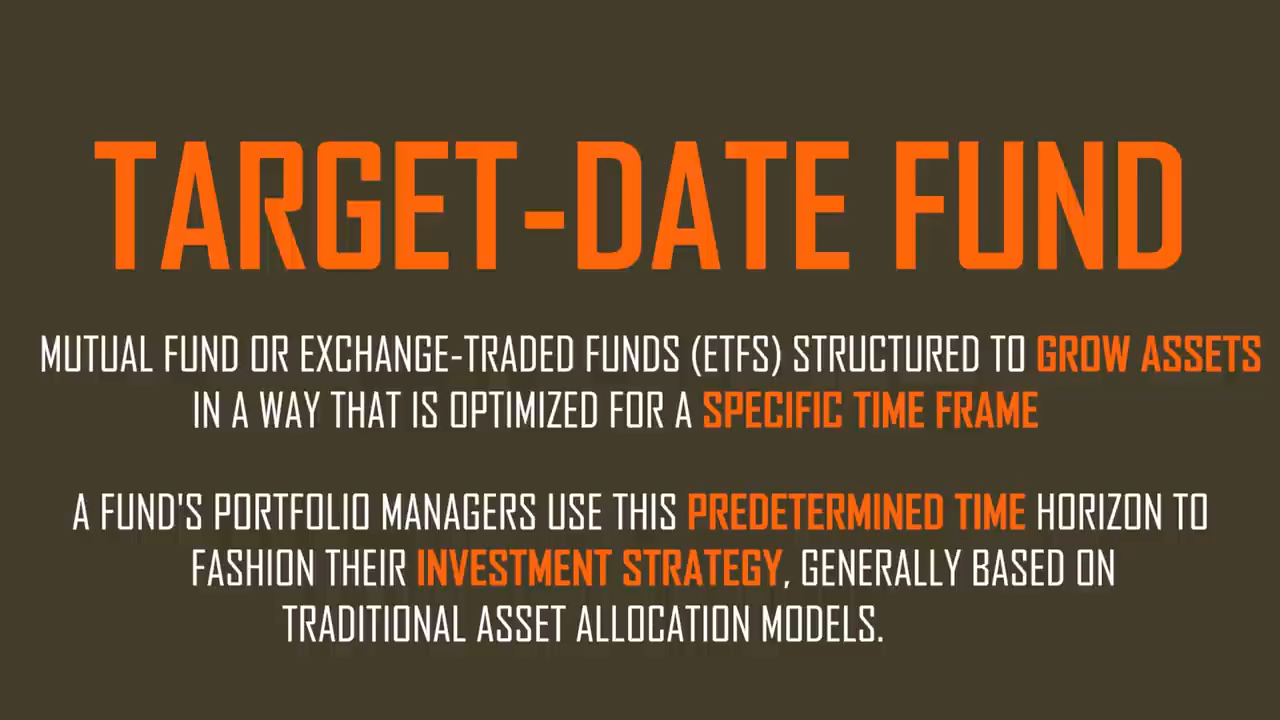 TARGET-DATE FUND
MUTUAL FUND OR EXCHANGE-TRADED FUNDS (ETFS) STRUCTURED TO GROW ASSETS
IN A WAY THAT IS OPTIMIZED FOR A SPECIFIC TIME FRAME
A FUND'S PORTFOLIO MANAGERS USE THIS PREDETERMINED TIME HORIZON TO
FASHION THEIR INVESTMENT STRATEGY, GENERALLY BASED ON
TRADITIONAL ASSET ALLOCATION MODELS.